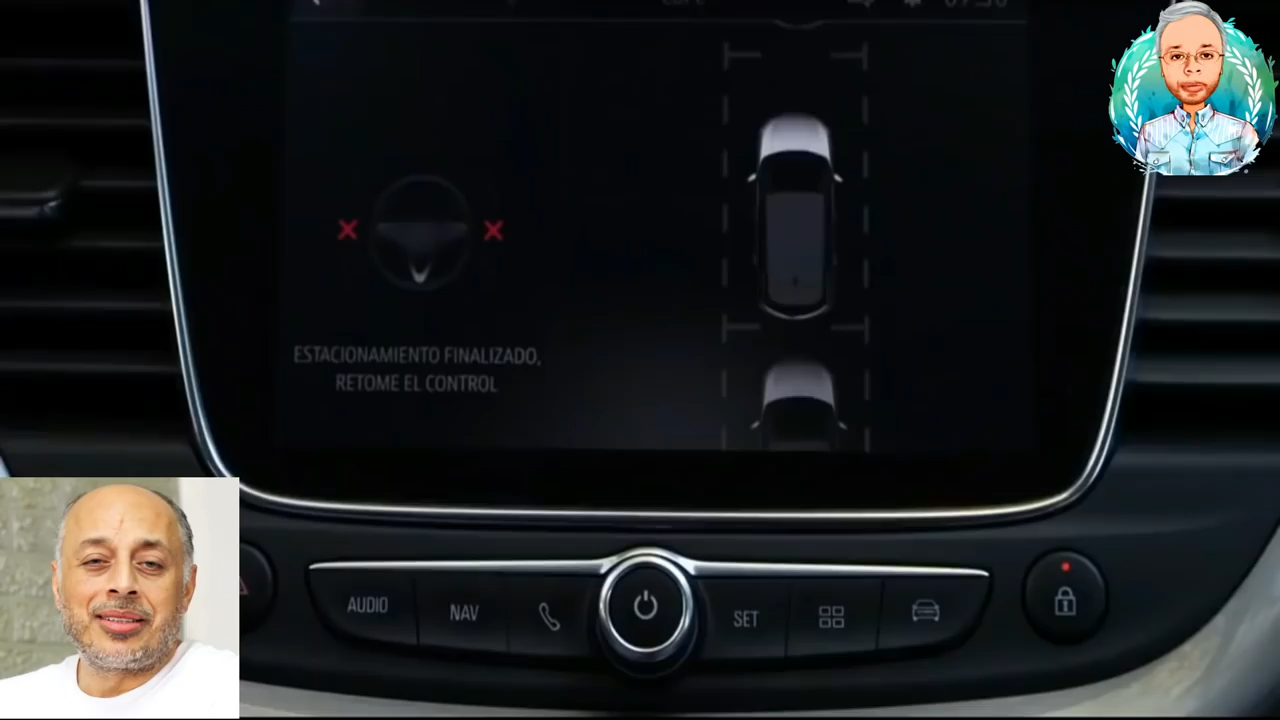 ESTACIONAMIENTO FINALIZADO,
RETOME EL CONTROL
AUDIO
NAV
SET